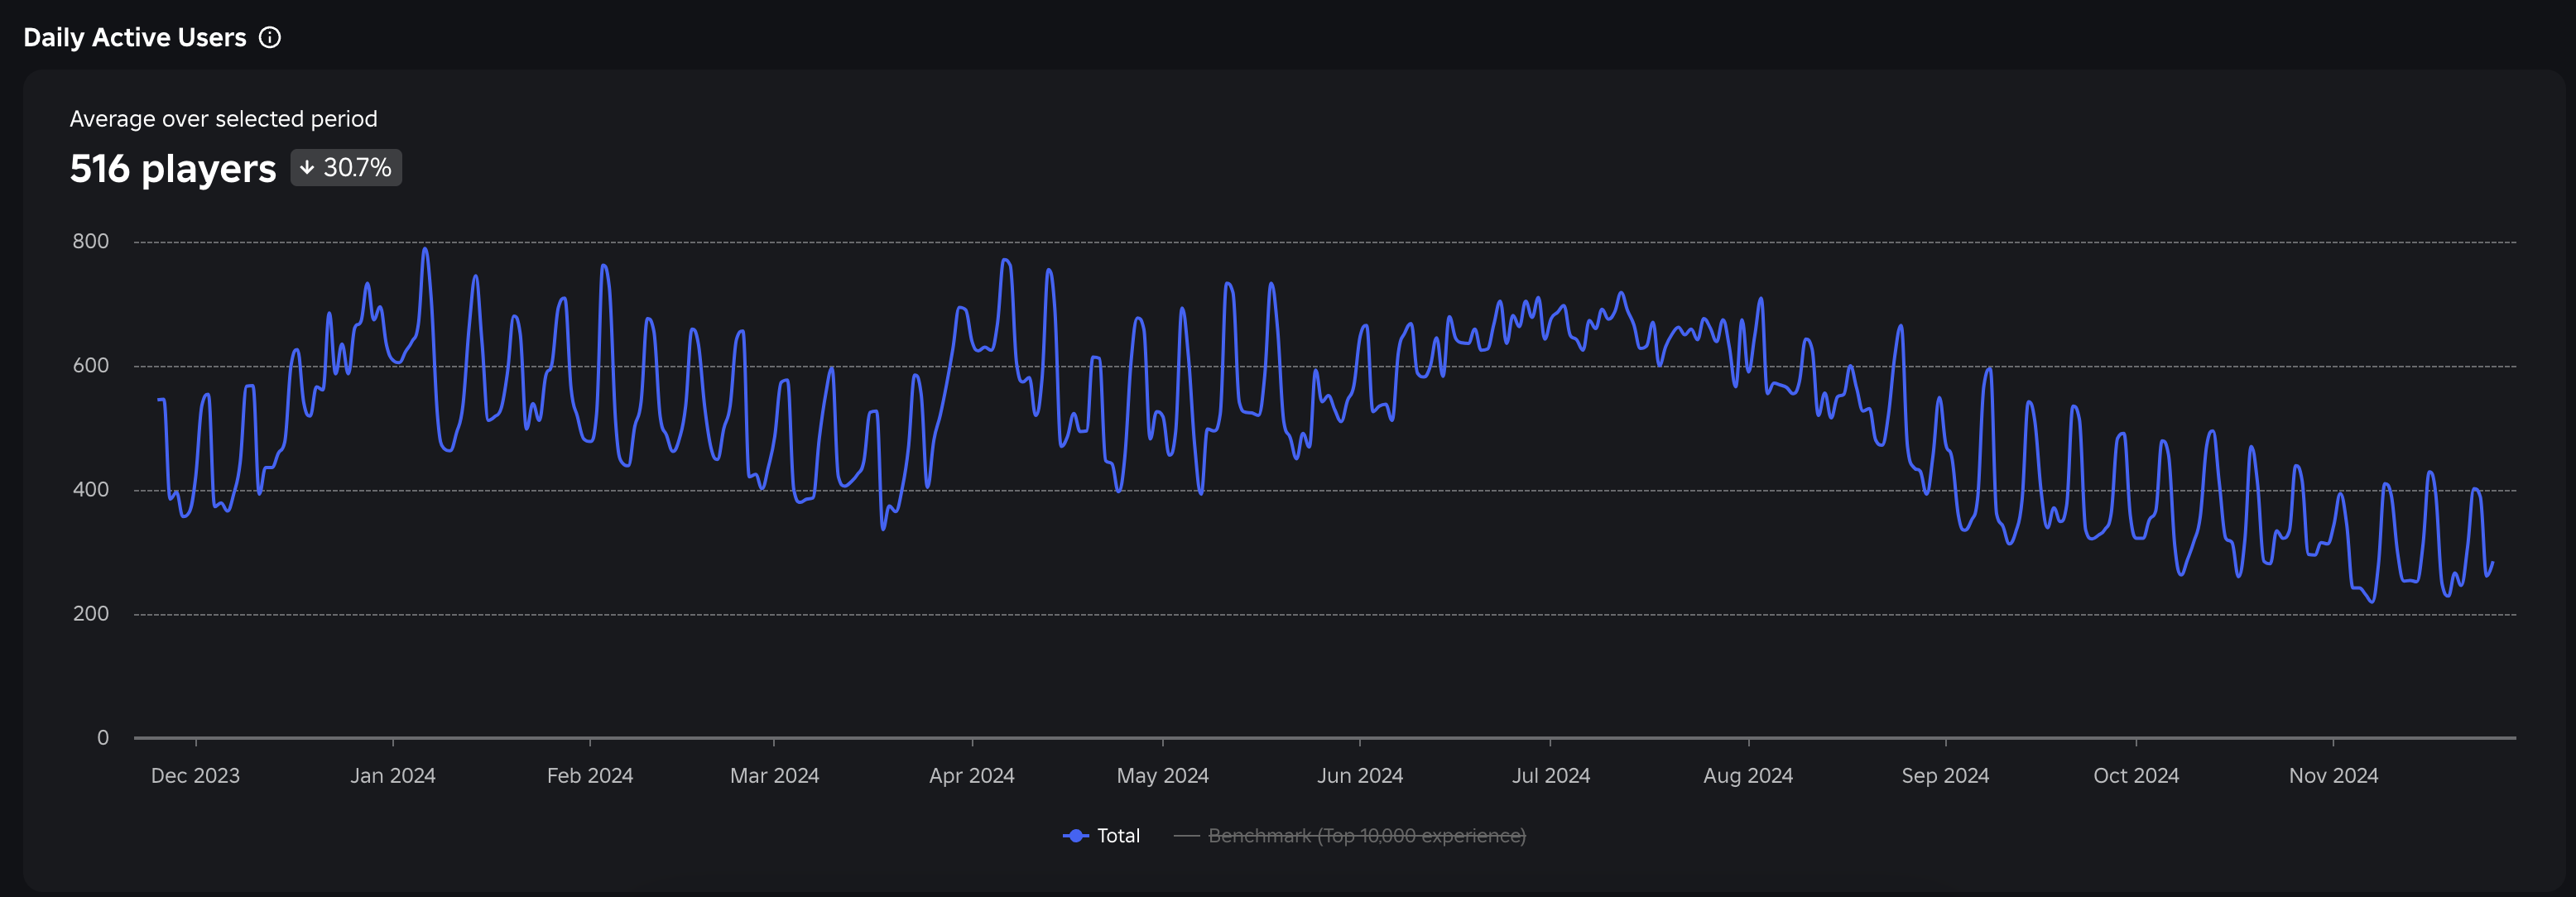 Daily Active Users
Average over selected period
516 players ↓ 30.7%
800
600
400
200
0
Dec 2023 Jan 2024 Feb 2024 Mar 2024 Apr 2024 May 2024 Jun 2024 Jul 2024 Aug 2024 Sep 2024 Oct 2024 Nov 2024
Total Benchmark (Top 10,000 experience)